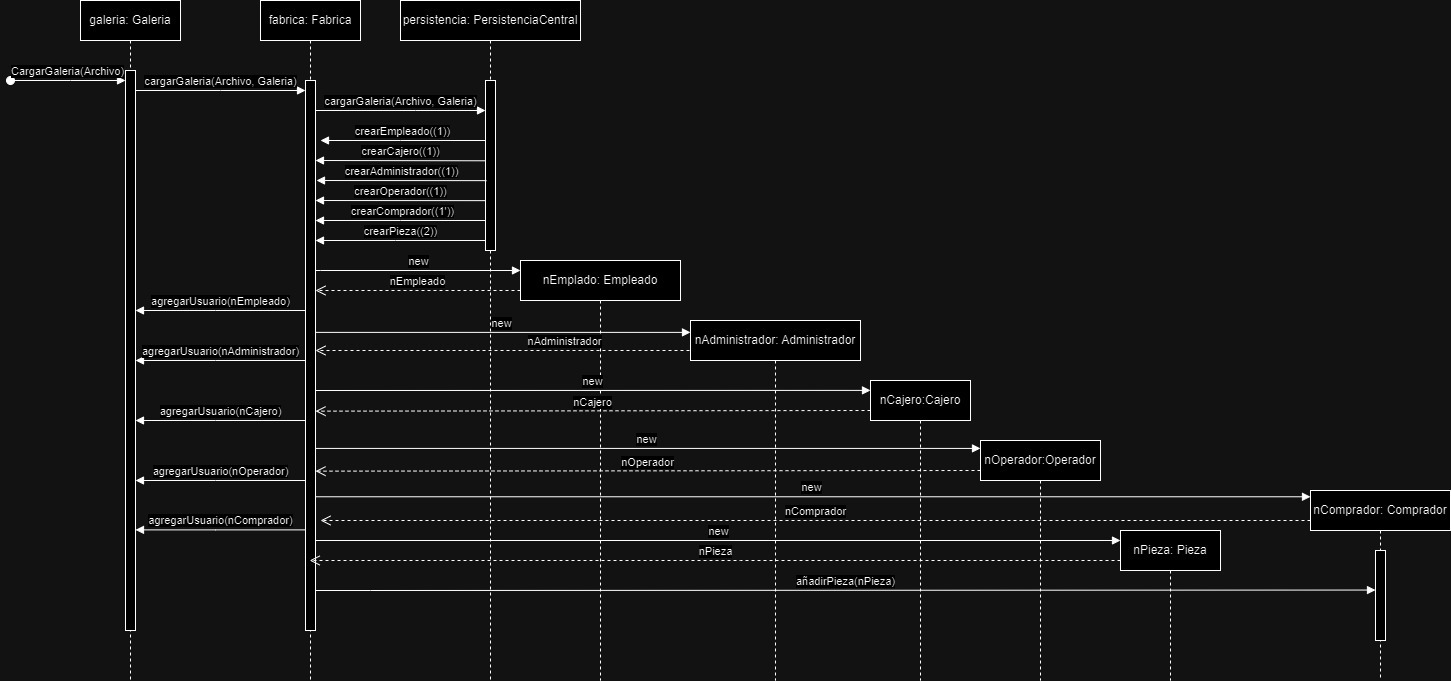 galeria: Galeria
fabrica: Fabrica
persistencia: PersistenciaCentral
CargarGaleria(Archivo)
cargarGaleria(Archivo, Galeria)
cargarGaleria(Archivo, Galeria)
crearEmpleado((1))
crearCajero((1))
crearAdministrador((1))
crearOperador((1))
crearComprador((1'))
crearPieza((2))
new
nEmplado: Empleado
nEmpleado
agregarUsuario(nEmpleado)
new
nAdministrador: Administrador
nAdministrador
agregarUsuario(nAdministrador)
new
nCajero:Cajero
nCajero
agregarUsuario(nCajero)
new
nOperador:Operador
nOperador
agregarUsuario(nOperador)
new
nComprador: Comprador
nComprador
agregarUsuario(nComprador)
new
nPieza: Pieza
nPieza
añadirPieza(nPieza)